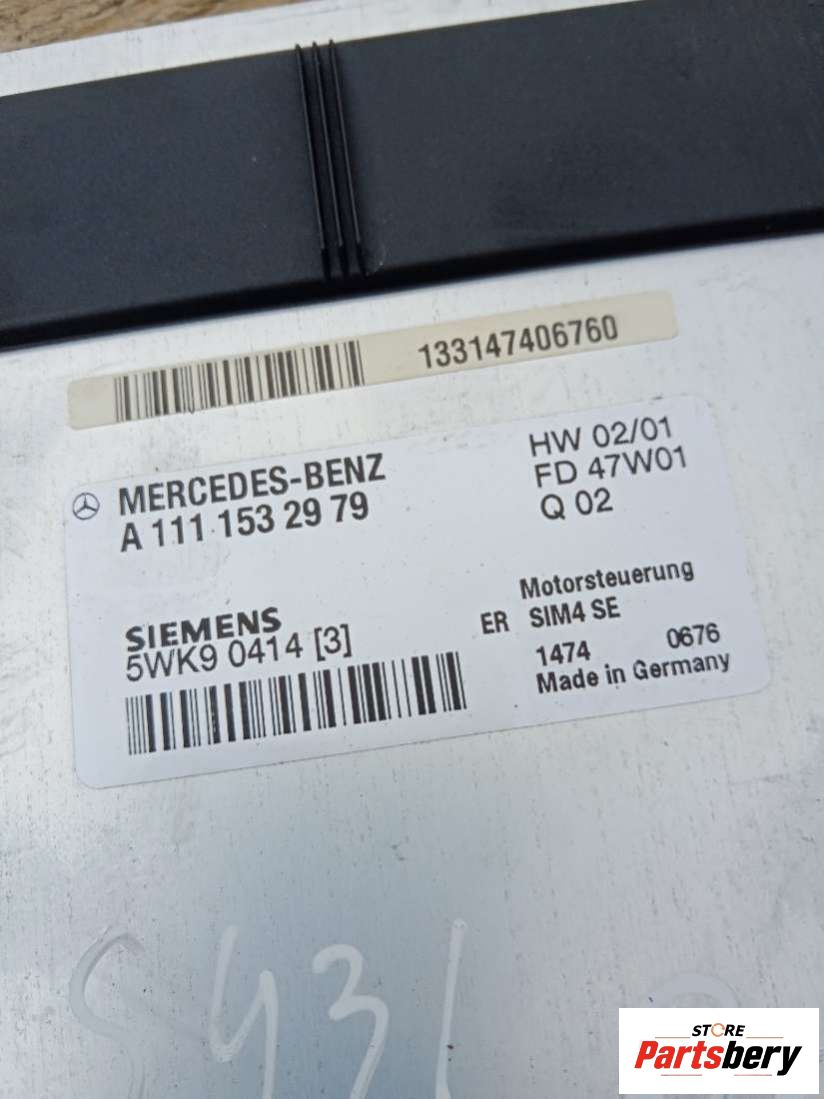 133147406760
MERCEDES-BENZ
A 111 153 29 79
HW 02/01
FD 47W01
Q 02
SIEMENS
5WK9 0414 [3]
Motorsteuerung
ER SIM4 SE
1474 0676
Made in Germany
STORE
Partsbery